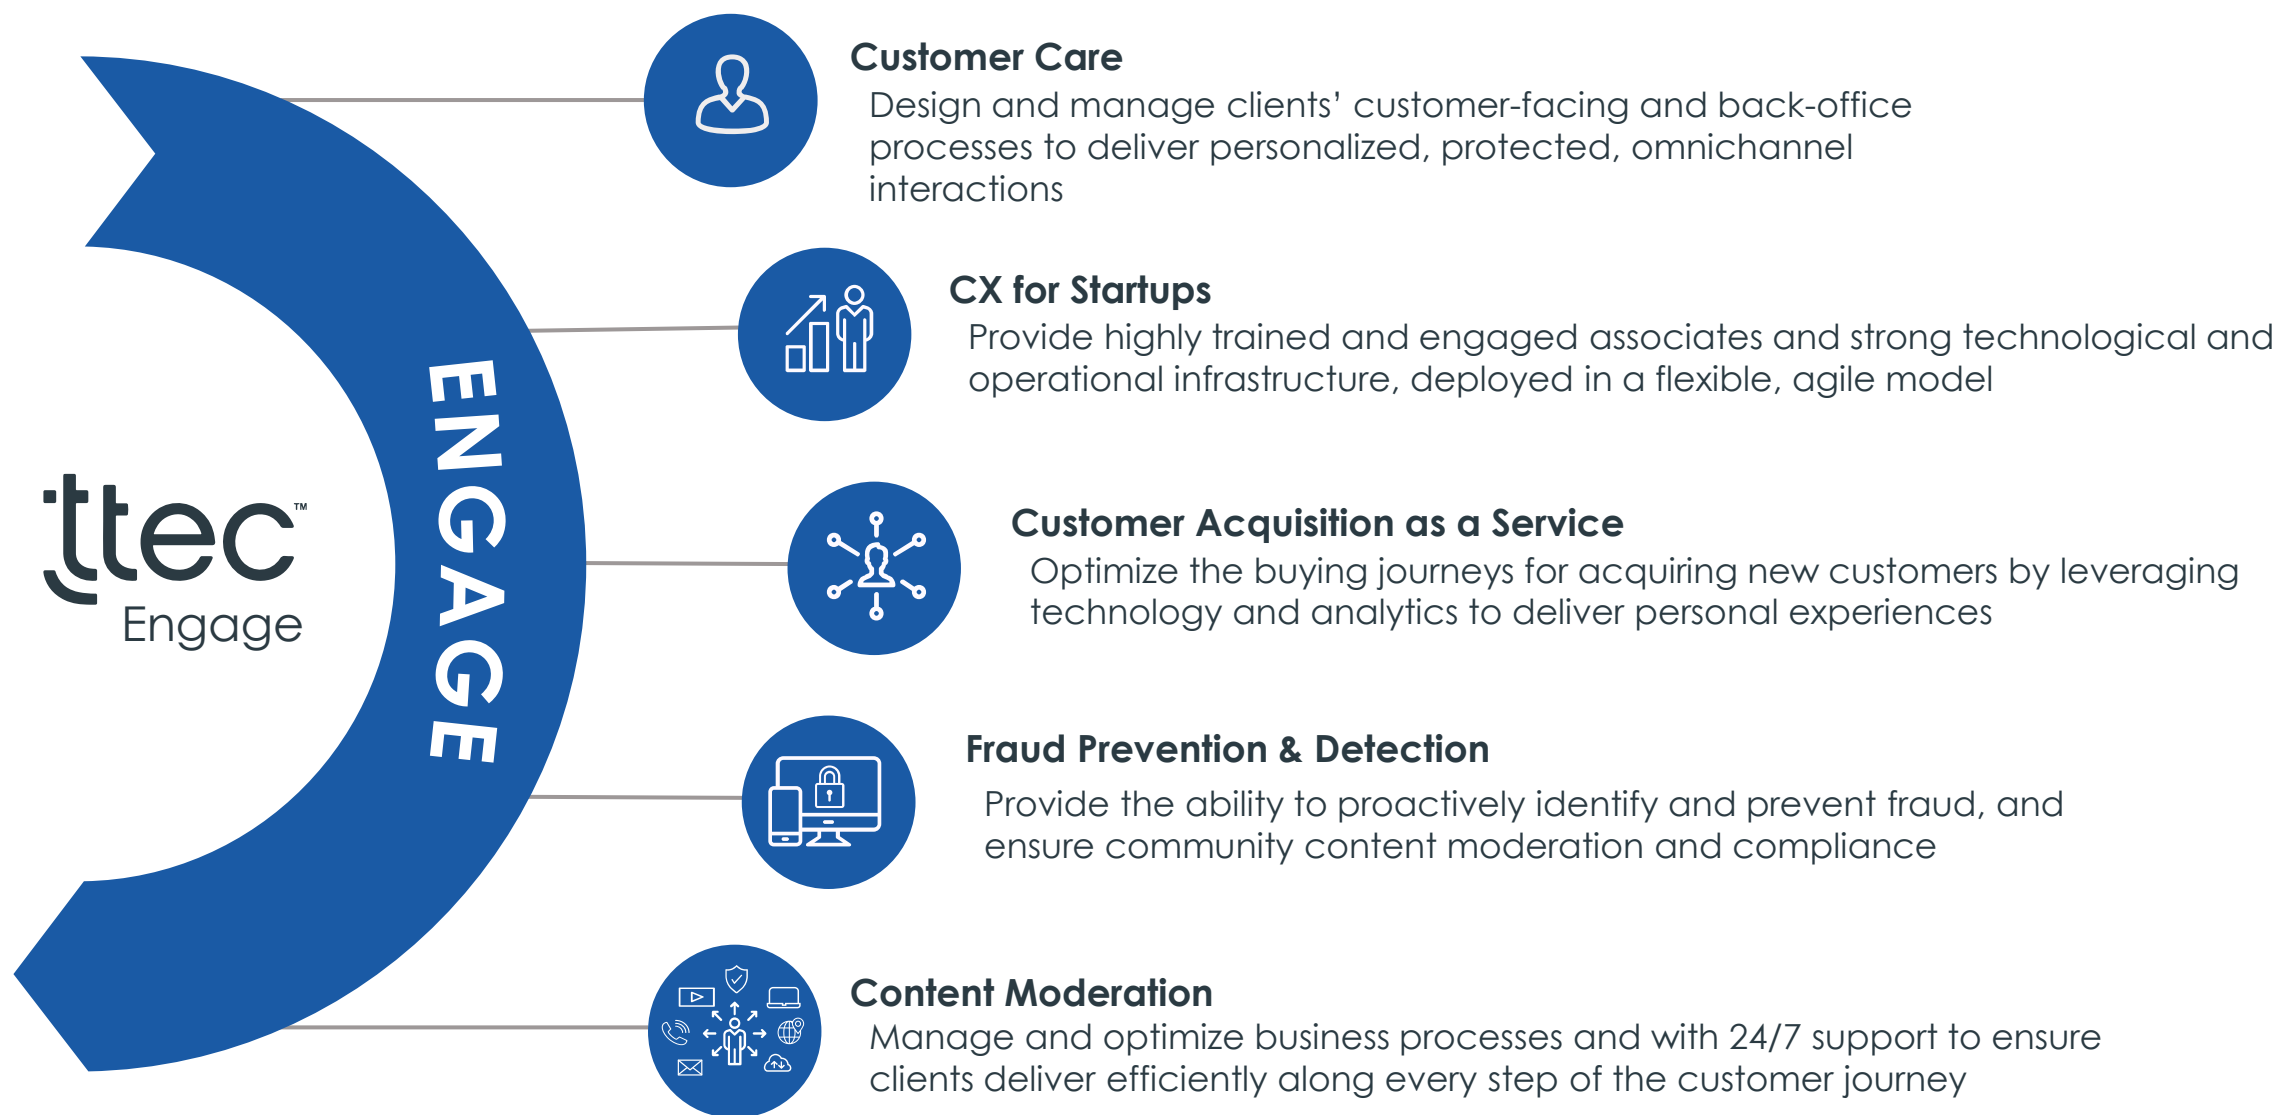 ttec™
Engage
ENGAGE
Customer Care
Design and manage clients’ customer-facing and back-office
processes to deliver personalized, protected, omnichannel
interactions
CX for Startups
Provide highly trained and engaged associates and strong technological and
operational infrastructure, deployed in a flexible, agile model
Customer Acquisition as a Service
Optimize the buying journeys for acquiring new customers by leveraging
technology and analytics to deliver personal experiences
Fraud Prevention & Detection
Provide the ability to proactively identify and prevent fraud, and
ensure community content moderation and compliance
Content Moderation
Manage and optimize business processes and with 24/7 support to ensure
clients deliver efficiently along every step of the customer journey